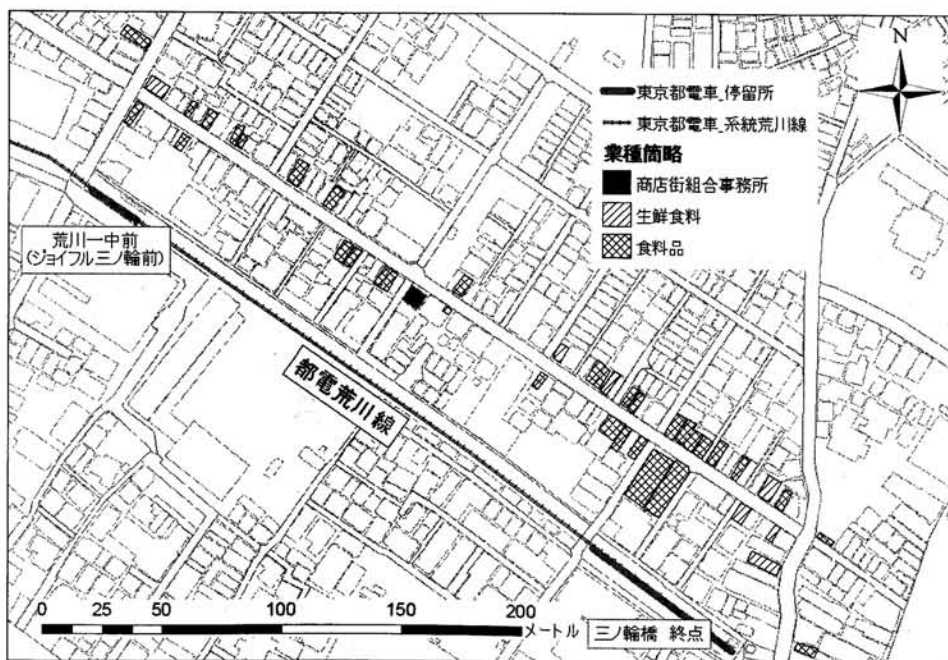 N
東京都電車_停留所
東京都電車_系統荒川線
業種簡略
商店街組合事務所
生鮮食料
食料品
荒川一中前
(ジョイフル三ノ輪前)
都電荒川線
0 25 50 100 150 200
メートル
三ノ輪橋 終点